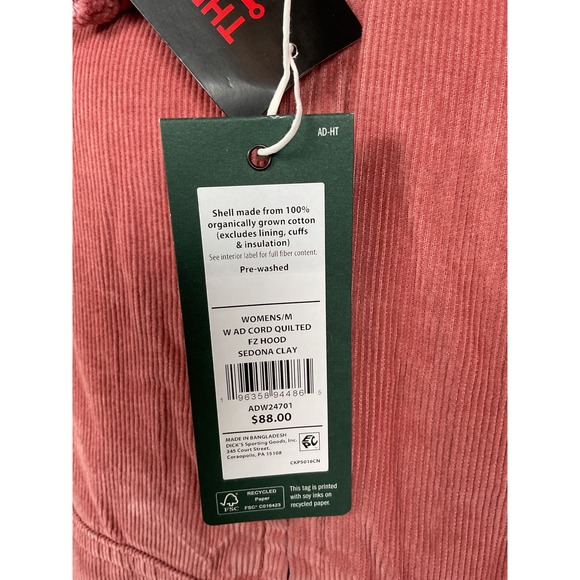 THE
AD-HT
Shell made from 100%
organically grown cotton
(excludes lining, cuffs
& insulation)
See interior label for full fiber content.
Pre-washed
WOMENS/M
W AD CORD QUILTED
FZ HOOD
SEDONA CLAY
1 96358 94486 5
ADW24701
$88.00
MADE IN BANGLADESH
DICK'S Sporting Goods, Inc.
345 Court Street,
Coraopolis, PA 15108
CKPS016CN
FSC
RECYCLED
Paper
FSC® C016423
This tag is printed
with soy inks on
recycled paper.